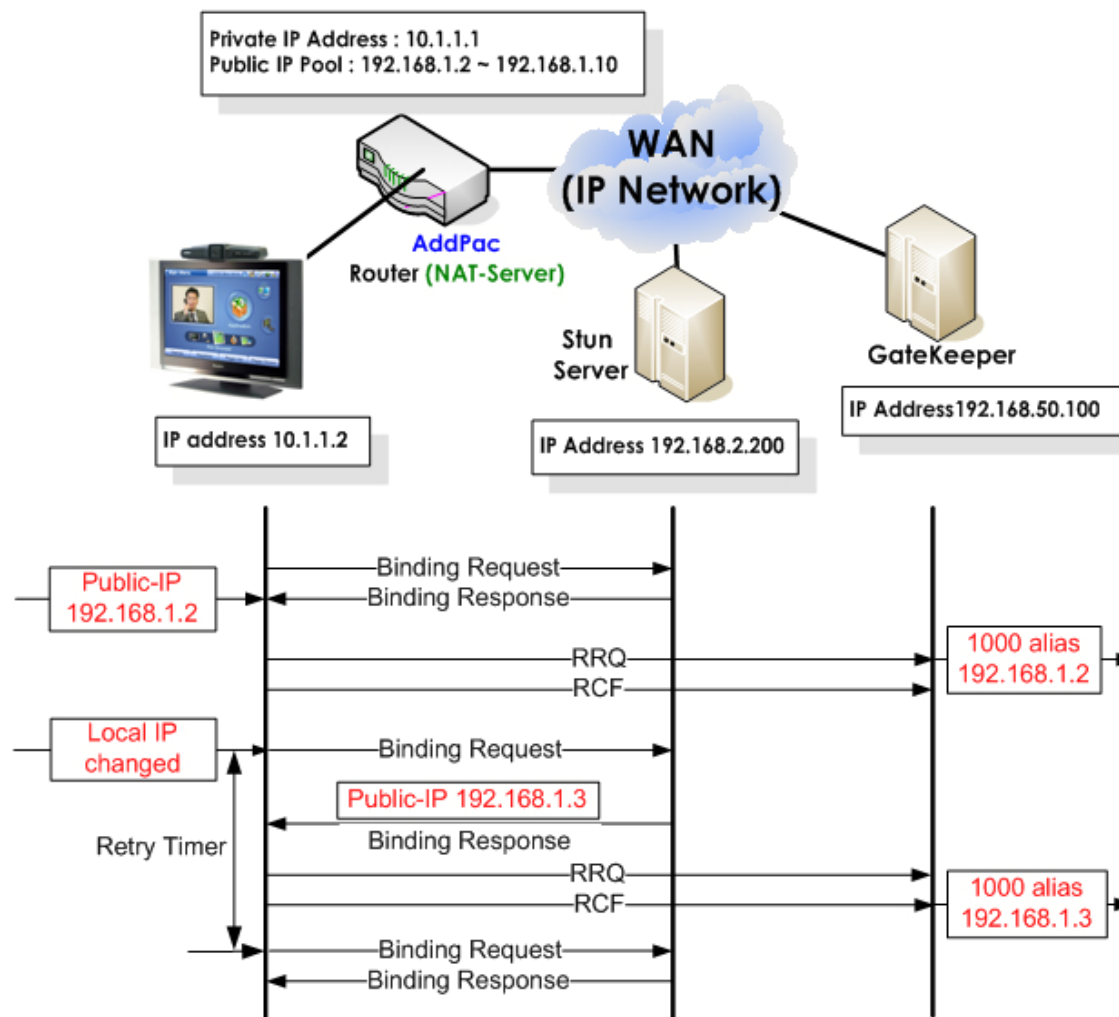 Private IP Address : 10.1.1.1
Public IP Pool : 192.168.1.2 ~ 192.168.1.10
WAN
(IP Network)
AddPac
Router (NAT-Server)
Stun
Server
GateKeeper
IP address 10.1.1.2
IP Address 192.168.2.200
IP Address192.168.50.100
Binding Request
Public-IP
192.168.1.2
Binding Response
RRQ
1000 alias
192.168.1.2
RCF
Local IP
changed
Binding Request
Public-IP 192.168.1.3
Binding Response
Retry Timer
RRQ
RCF
1000 alias
192.168.1.3
Binding Request
Binding Response